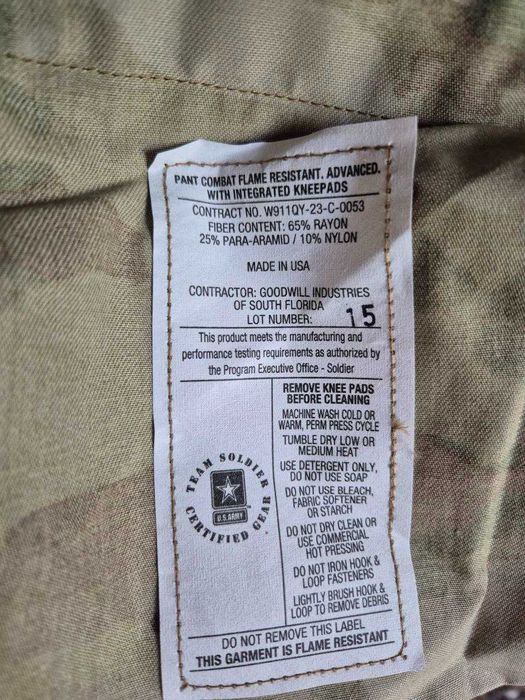 PANT COMBAT FLAME RESISTANT. ADVANCED.
WITH INTEGRATED KNEEPADS
CONTRACT NO. W911QY-23-C-0053
FIBER CONTENT: 65% RAYON
25% PARA-ARAMID / 10% NYLON
MADE IN USA
CONTRACTOR: GOODWILL INDUSTRIES
OF SOUTH FLORIDA
LOT NUMBER: 15
This product meets the manufacturing and
performance testing requirements as authorized by
the Program Executive Office - Soldier
TEAM SOLDIER
U.S.ARMY
CERTIFIED GEAR
REMOVE KNEE PADS
BEFORE CLEANING
MACHINE WASH COLD OR
WARM, PERM PRESS CYCLE
TUMBLE DRY LOW OR
MEDIUM HEAT
USE DETERGENT ONLY,
DO NOT USE SOAP
DO NOT USE BLEACH,
FABRIC SOFTENER
OR STARCH
DO NOT DRY CLEAN OR
USE COMMERCIAL
HOT PRESSING
DO NOT IRON HOOK &
LOOP FASTENERS
LIGHTLY BRUSH HOOK &
LOOP TO REMOVE DEBRIS
DO NOT REMOVE THIS LABEL
THIS GARMENT IS FLAME RESISTANT